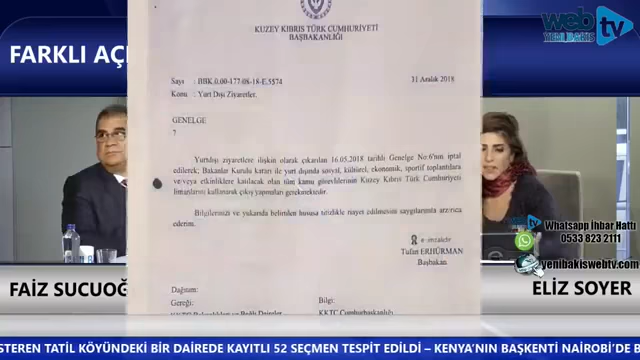 FARKLI AÇI
web tv
YENİ BAKIŞ
KUZEY KIBRIS TÜRK CUMHURİYETİ
BAŞBAKANLIĞI
Sayı : BBK.0.00-177/08-18-E.5574
31 Aralık 2018
Konu : Yurt Dışı Ziyaretler.
GENELGE
7
Yurtdışı ziyaretlere ilişkin olarak çıkarılan 16.05.2018 tarihli Genelge No:6'nın iptal
edilerek, Bakanlar Kurulu kararı ile yurt dışında sosyal, kültürel, ekonomik, sportif toplantılara
ve/veya etkinliklere katılacak olan tüm kamu görevlilerinin Kuzey Kıbrıs Türk Cumhuriyeti
limanlarını kullanarak çıkış yapmaları gerekmektedir.
Bilgilerinizi ve yukarıda belirtilen hususa titizlikle riayet edilmesini saygılarımla arz/rica
ederim.
e-imzalıdır
Tufan ERHÜRMAN
Başbakan
Dağıtım:
Gereği:
Bilgi:
KKTC Cumhurbaşkanlığı
web tv
Whatsapp İhbar Hattı
0533 823 2111
yenibakiswebtv.com
FAİZ SUCUOĞ
ELİZ SOYER
STEREN TATİL KÖYÜNDEKİ BİR DAİREDE KAYITLI 52 SEÇMEN TESPİT EDİLDİ – KENYA'NIN BAŞKENTİ NAİROBİ'DE B